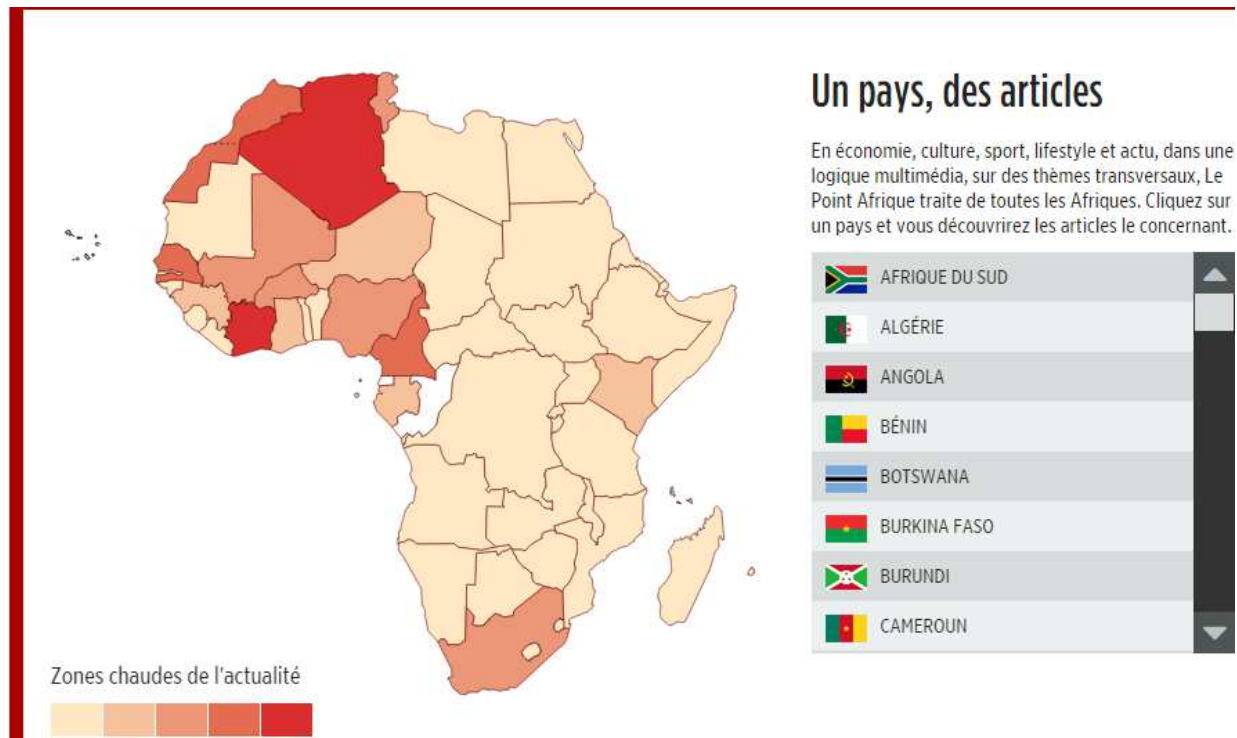 Un pays, des articles
En économie, culture, sport, lifestyle et actu, dans une
logique multimédia, sur des thèmes transversaux, Le
Point Afrique traite de toutes les Afriques. Cliquez sur
un pays et vous découvrirez les articles le concernant.
AFRIQUE DU SUD
ALGÉRIE
ANGOLA
BÉNIN
BOTSWANA
BURKINA FASO
BURUNDI
CAMEROUN
Zones chaudes de l'actualité